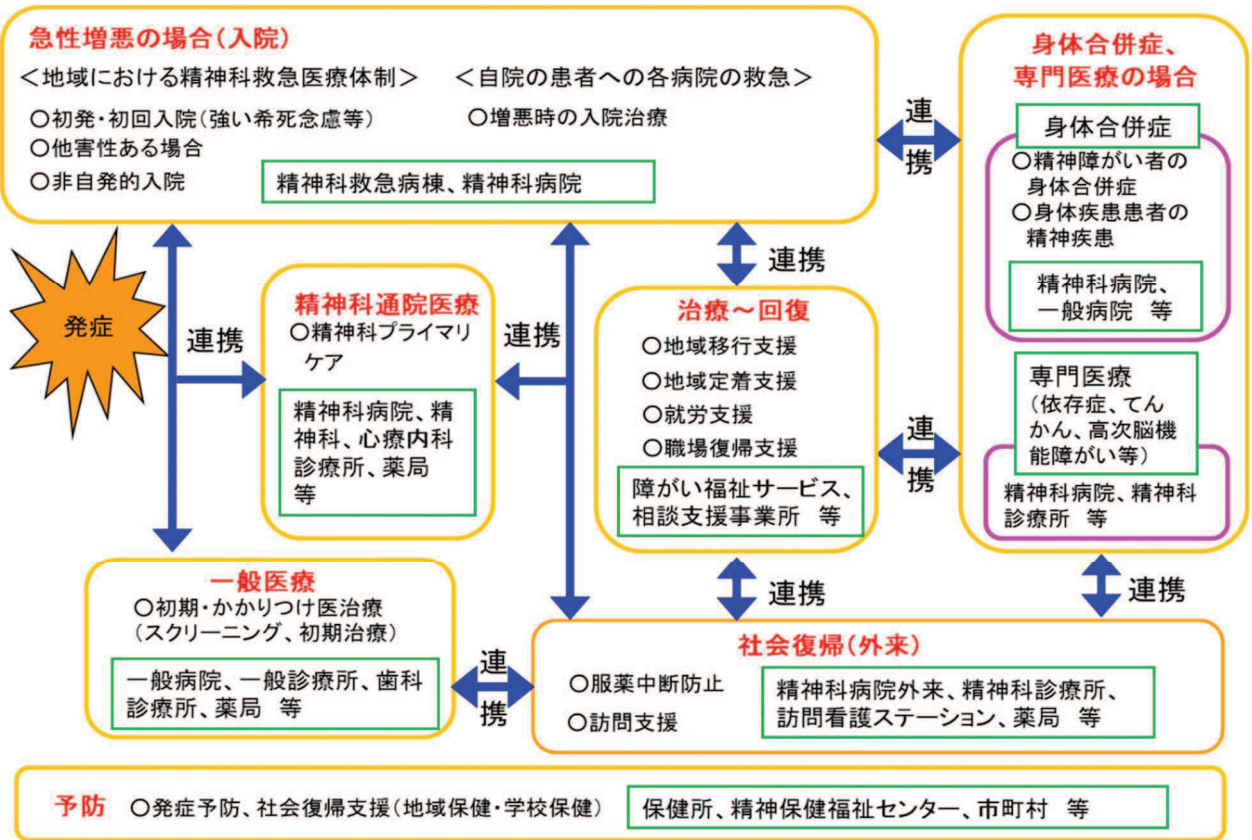 急性増悪の場合(入院)
<地域における精神科救急医療体制>
○初発・初回入院(強い希死念慮等)
○他害性ある場合
○非自発的入院
<自院の患者への各病院の救急>
○増悪時の入院治療
精神科救急病棟、精神科病院
連
携
身体合併症、
専門医療の場合
身体合併症
○精神障がい者の
身体合併症
○身体疾患患者の
精神疾患
精神科病院、
一般病院 等
専門医療
(依存症、てん
かん、高次脳機
能障がい等)
精神科病院、精神科
診療所 等
発症
連携
精神科通院医療
○精神科プライマリ
ケア
精神科病院、精
神科、心療内科
診療所、薬局
等
連携
連携
治療~回復
○地域移行支援
○地域定着支援
○就労支援
○職場復帰支援
障がい福祉サービス、
相談支援事業所 等
連
携
一般医療
○初期・かかりつけ医治療
(スクリーニング、初期治療)
一般病院、一般診療所、歯科
診療所、薬局 等
連
携
連携
連携
社会復帰(外来)
○服薬中断防止
○訪問支援
精神科病院外来、精神科診療所、
訪問看護ステーション、薬局 等
予防 ○発症予防、社会復帰支援(地域保健・学校保健) 保健所、精神保健福祉センター、市町村 等